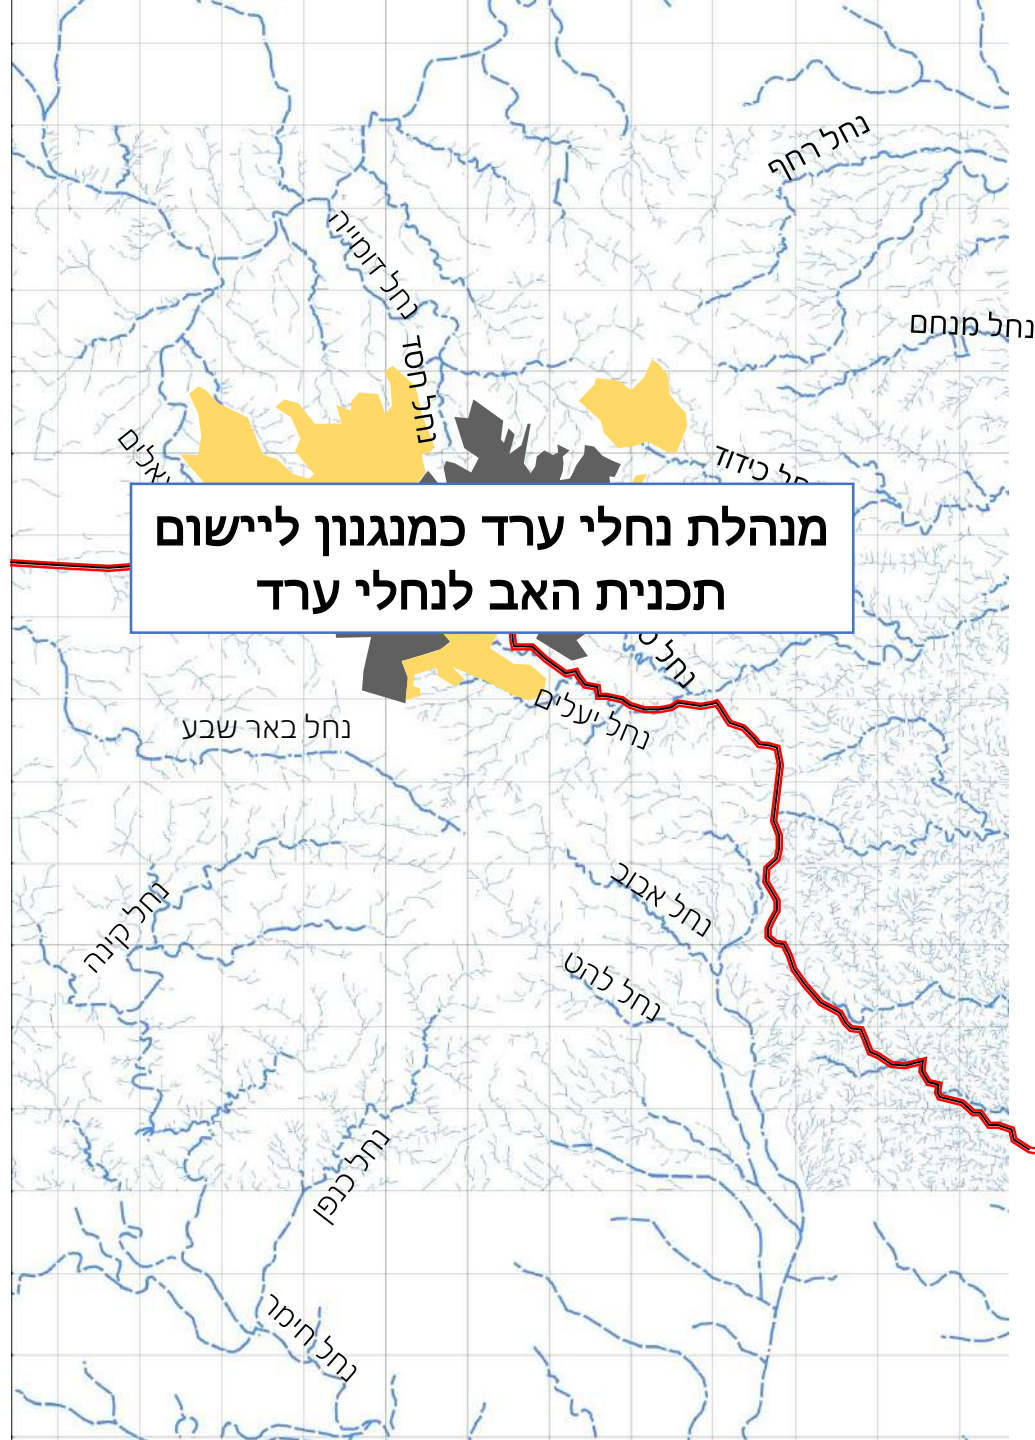 נחל רחף
נחל דומייה
נחל מנחם
נחל חסד
כידוד
מנהלת נחלי ערד כמנגנון ליישום
תכנית האב לנחלי ערד
נחל
נחל יעלים
נחל באר שבע
נחל אבוב
נחל קינה
נחל להט
נחל כנפן
נחל חימר